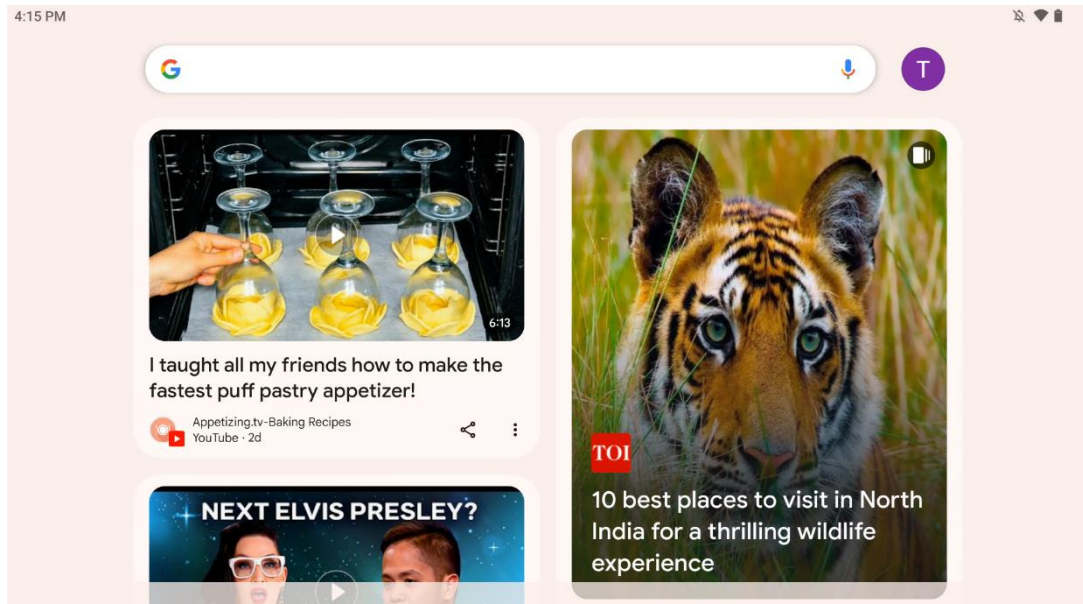 4:15 PM
G
T
6:13
I taught all my friends how to make the
fastest puff pastry appetizer!
Appetizing.tv-Baking Recipes
YouTube · 2d
NEXT ELVIS PRESLEY?
TOI
10 best places to visit in North
India for a thrilling wildlife
experience